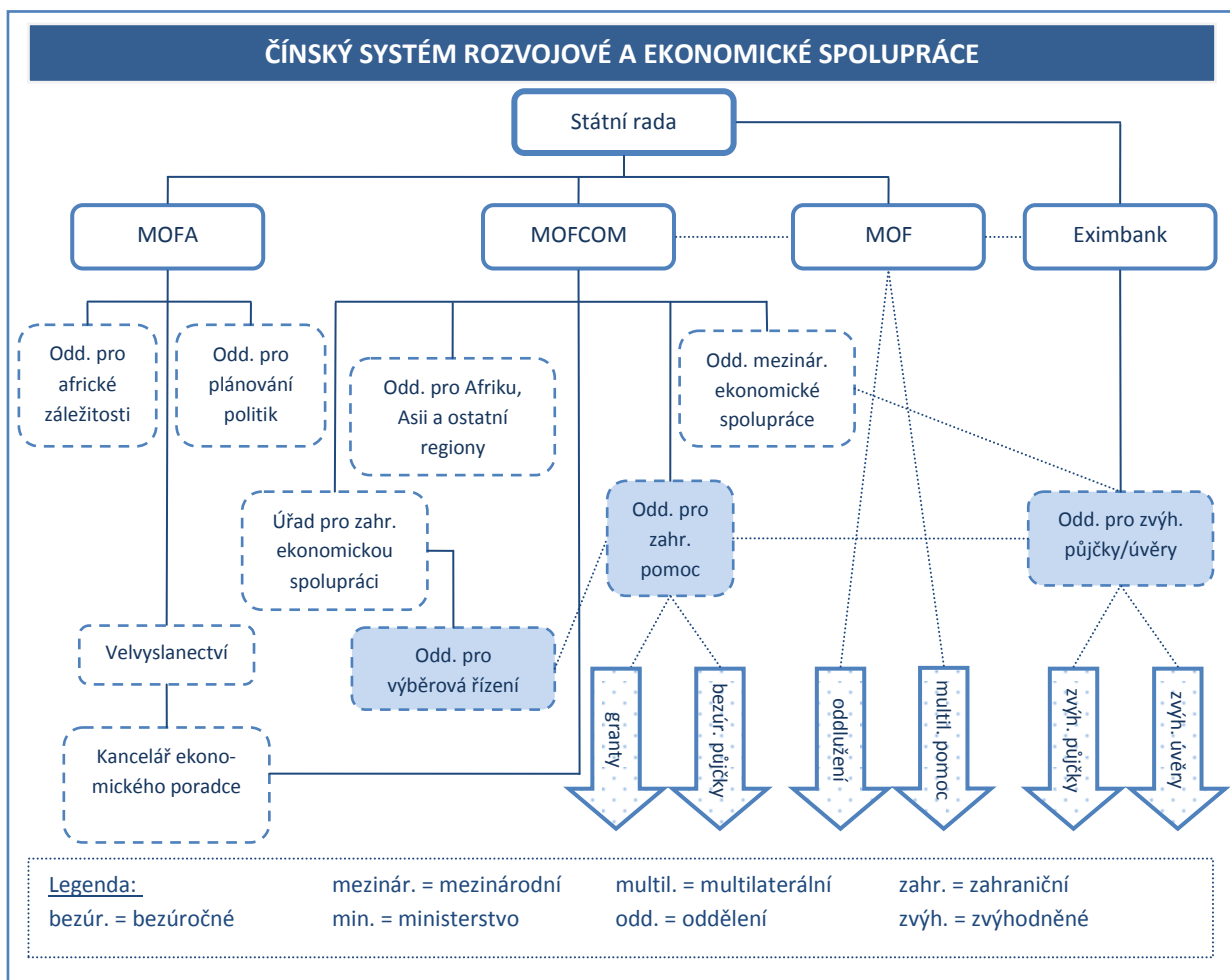 ČÍNSKÝ SYSTÉM ROZVOJOVÉ A EKONOMICKÉ SPOLUPRÁCE
Státní rada
MOFA
MOFCOM
MOF
Eximbank
Odd. pro
africké
záležitosti
Odd. pro
plánování
politik
Odd. pro Afriku,
Asii a ostatní
regiony
Odd. mezinár.
ekonomické
spolupráce
Úřad pro zahr.
ekonomickou
spolupráci
Odd. pro
zahr.
pomoc
Odd. pro zvýh.
půjčky/úvěry
Velvyslanectví
Odd. pro
výběrová řízení
Kancelář ekono-
mického poradce
granty
bezúr. půjčky
oddlužení
multil. pomoc
zvýh. půjčky
zvýh. úvěry
Legenda:
mezinár. = mezinárodní
multil. = multilaterální
zahr. = zahraniční
bezúr. = bezúročné
min. = ministerstvo
odd. = oddělení
zvýh. = zvýhodněné